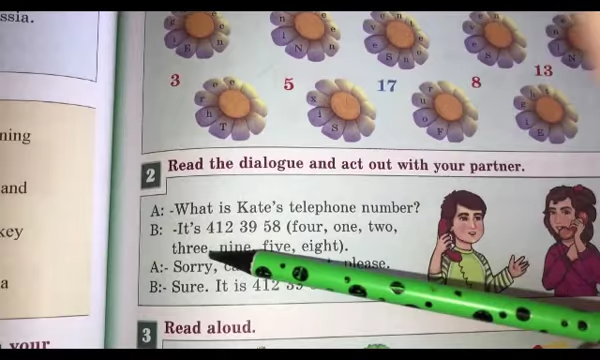 ssia.
3
5
17
8
13
ning
and
key
a
your
2 Read the dialogue and act out with your partner.
A: -What is Kate's telephone number?
B: -It's 412 39 58 (four, one, two,
three, nine, five, eight).
A:- Sorry, please.
B:- Sure. It is 412 39
3 Read aloud.